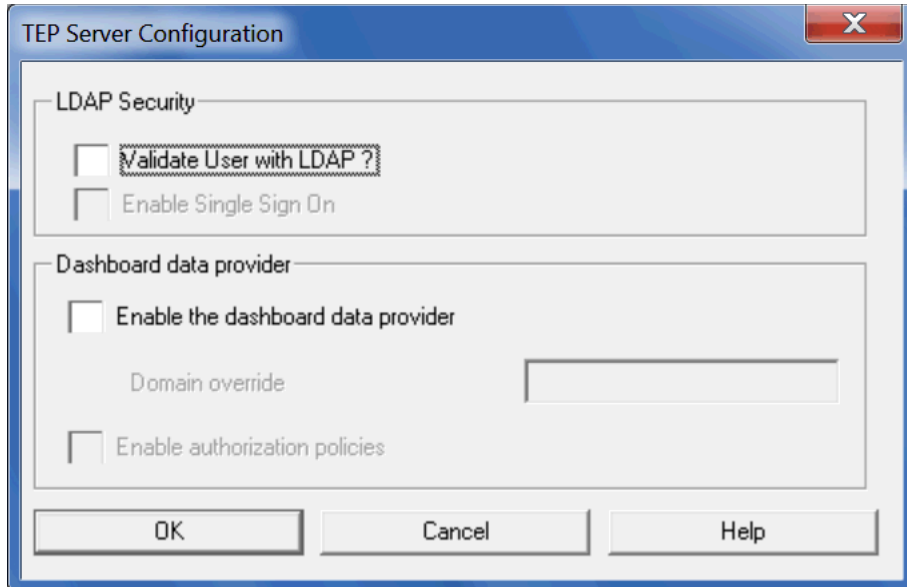 TEP Server Configuration
LDAP Security
Validate User with LDAP ?
Enable Single Sign On
Dashboard data provider
Enable the dashboard data provider
Domain override
Enable authorization policies
OK Cancel Help